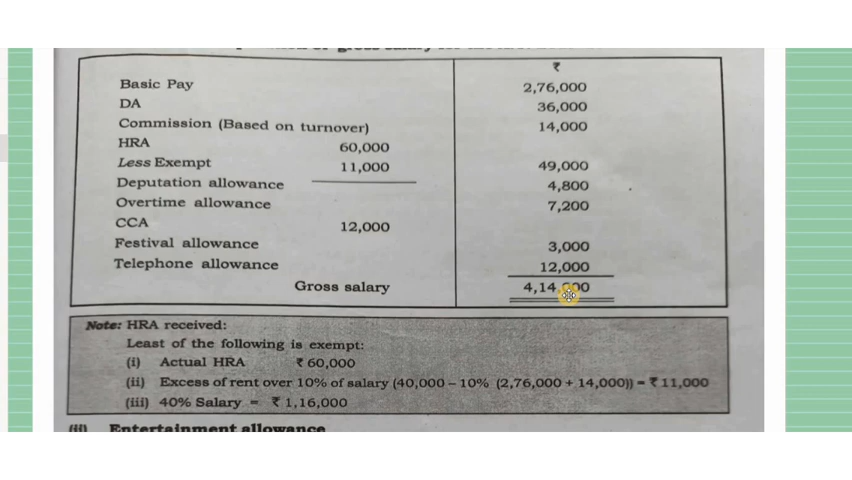 ₹
Basic Pay 2,76,000
DA 36,000
Commission (Based on turnover) 14,000
HRA 60,000
Less Exempt 11,000 49,000
Deputation allowance 4,800
Overtime allowance 7,200
CCA 12,000
Festival allowance 3,000
Telephone allowance 12,000
Gross salary 4,14
Note: HRA received:
Least of the following is exempt:
(i) Actual HRA ₹ 60,000
(ii) Excess of rent over 10% of salary (40,000 – 10% (2,76,000 + 14,000)) = ₹ 11,000
(iii) 40% Salary = ₹ 1,16,000
(ii) Entertainment allowance